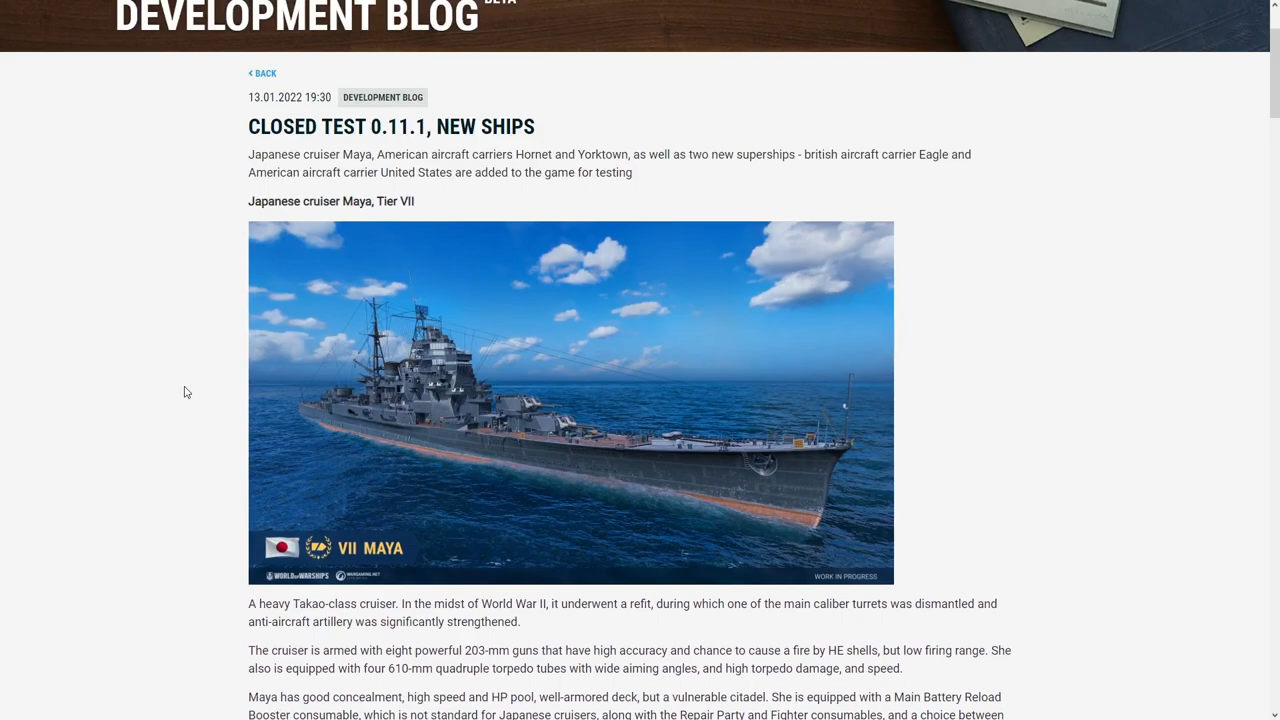 DEVELOPMENT BLOG BETA
BACK
13.01.2022 19:30 DEVELOPMENT BLOG
CLOSED TEST 0.11.1, NEW SHIPS
Japanese cruiser Maya, American aircraft carriers Hornet and Yorktown, as well as two new superships - british aircraft carrier Eagle and
American aircraft carrier United States are added to the game for testing
Japanese cruiser Maya, Tier VII
VII MAYA
WORLD OF WARSHIPS WARGAMING.NET WORK IN PROGRESS
A heavy Takao-class cruiser. In the midst of World War II, it underwent a refit, during which one of the main caliber turrets was dismantled and
anti-aircraft artillery was significantly strengthened.
The cruiser is armed with eight powerful 203-mm guns that have high accuracy and chance to cause a fire by HE shells, but low firing range. She
also is equipped with four 610-mm quadruple torpedo tubes with wide aiming angles, and high torpedo damage, and speed.
Maya has good concealment, high speed and HP pool, well-armored deck, but a vulnerable citadel. She is equipped with a Main Battery Reload
Booster consumable, which is not standard for Japanese cruisers, along with the Repair Party and Fighter consumables, and a choice between